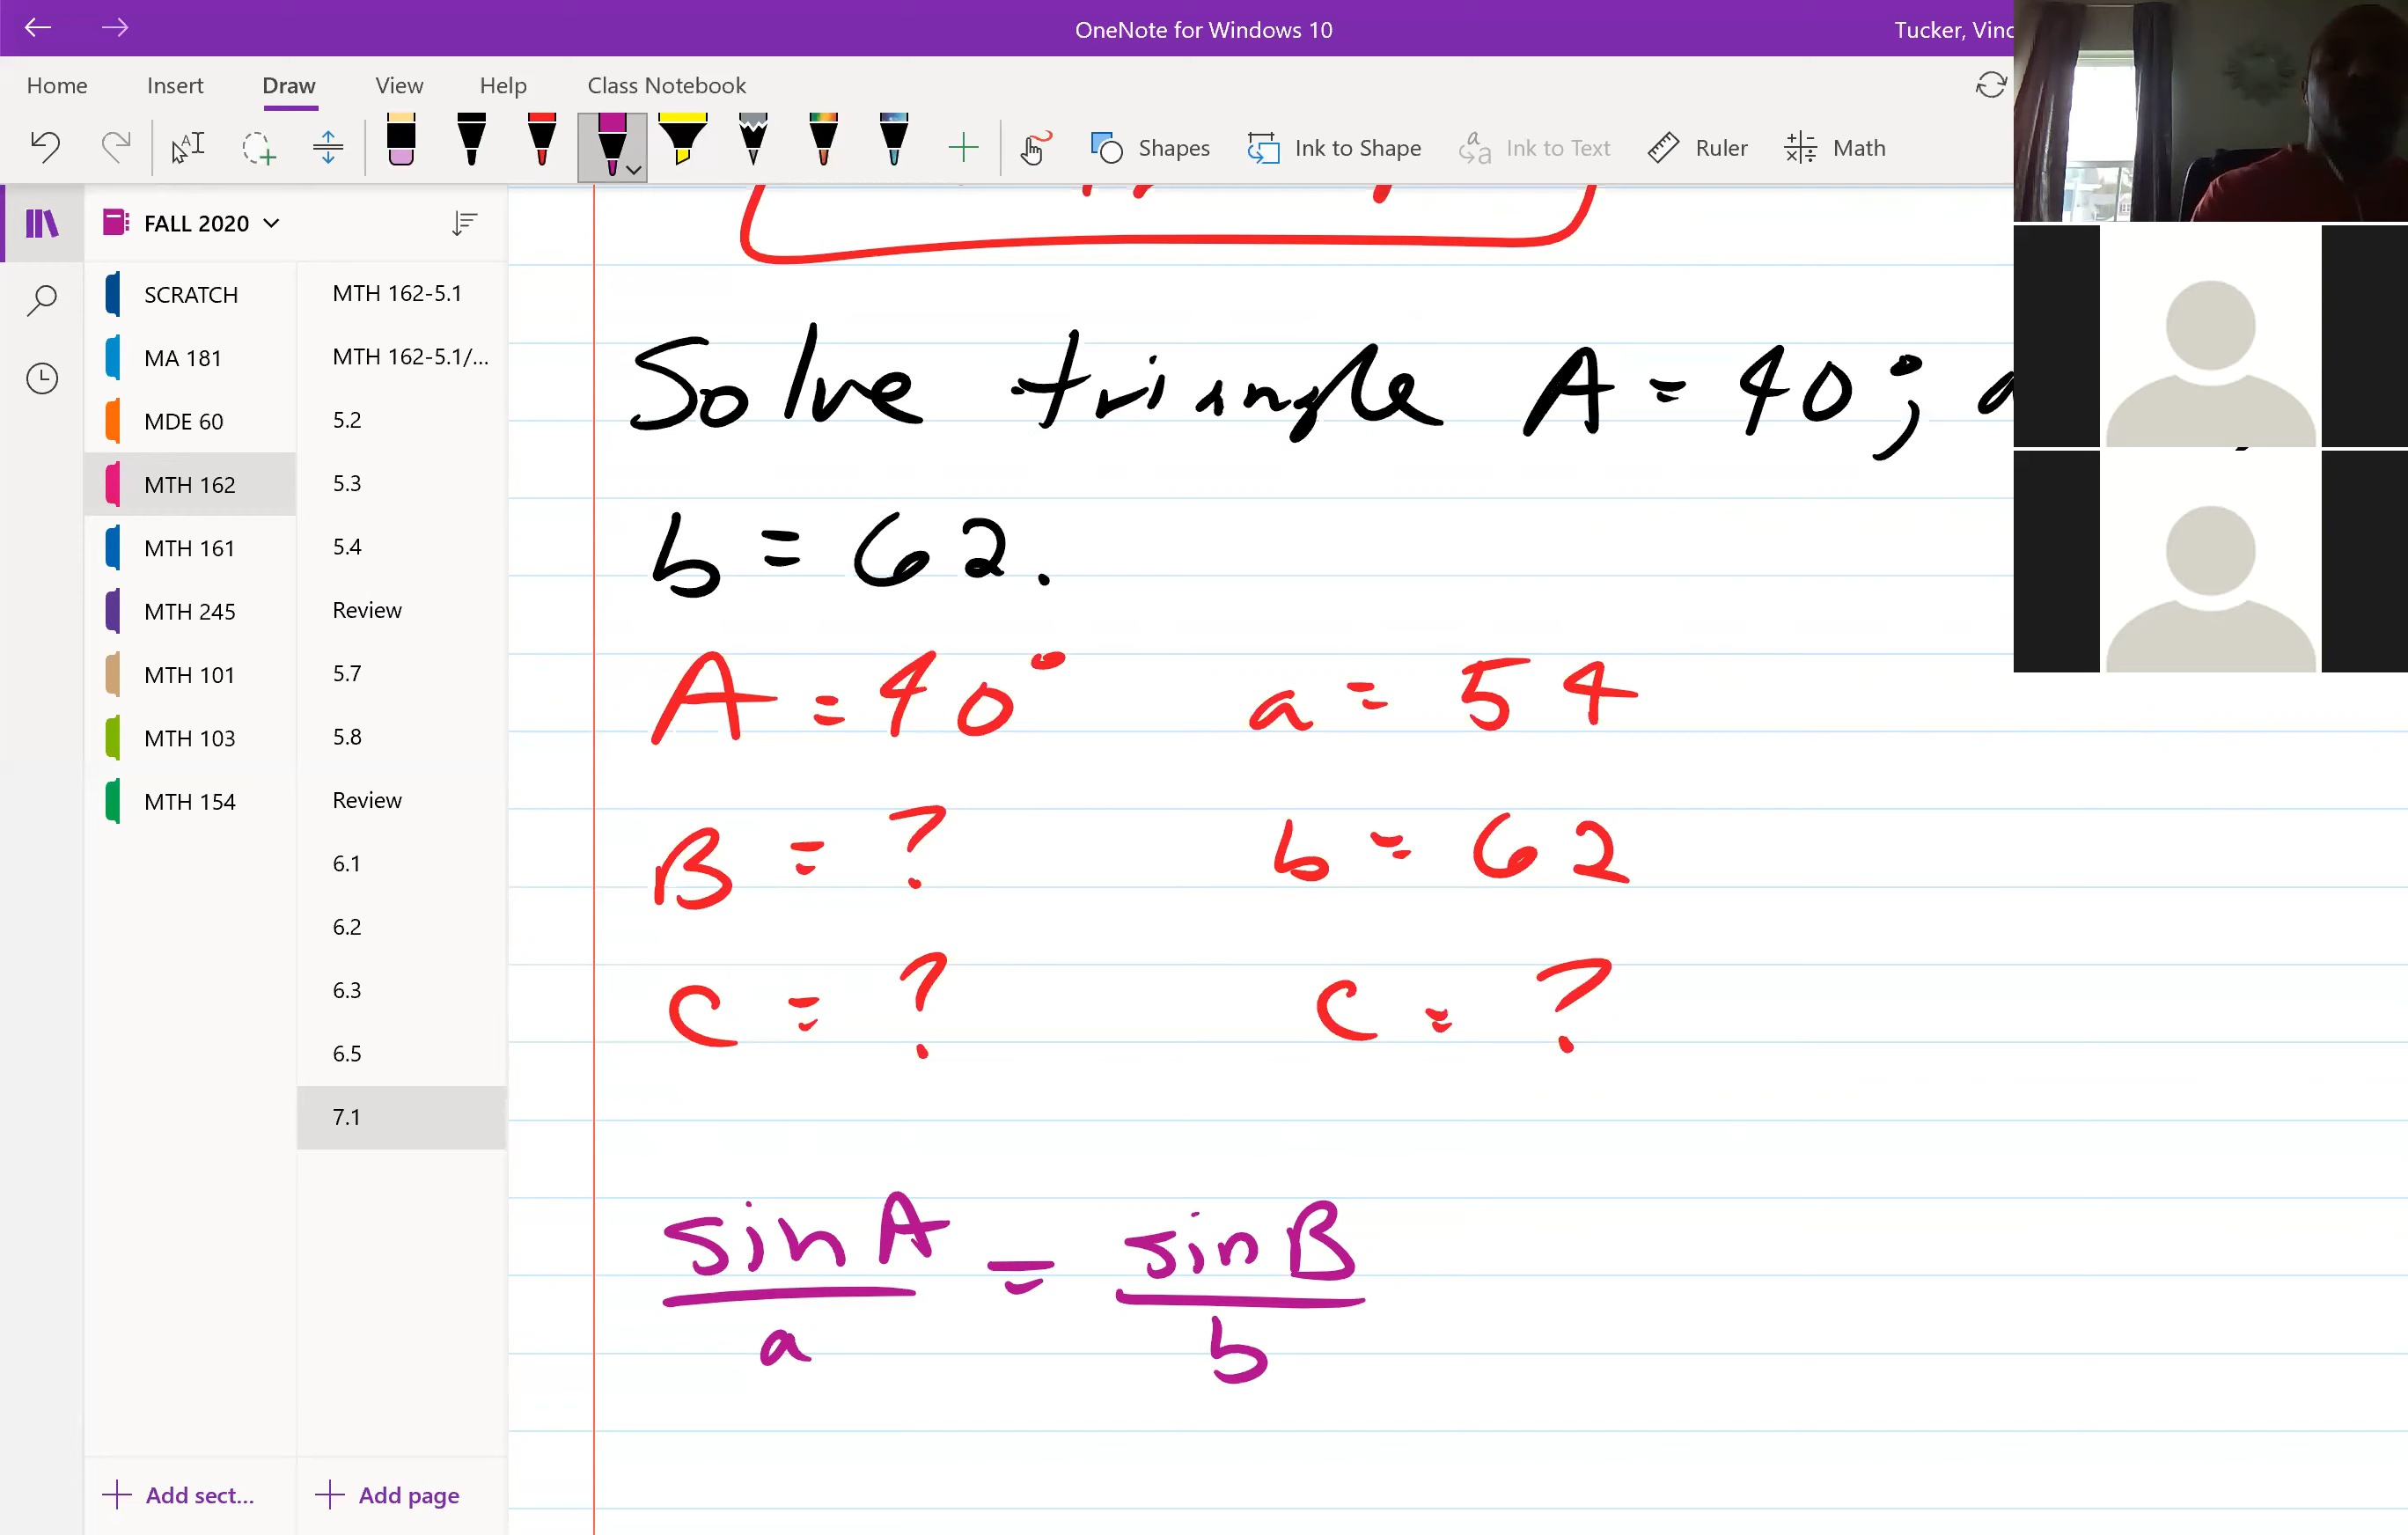 OneNote for Windows 10
Tucker, Vinc
Home Insert Draw View Help Class Notebook
Shapes Ink to Shape Ink to Text Ruler Math
FALL 2020
SCRATCH
MA 181
MDE 60
MTH 162
MTH 161
MTH 245
MTH 101
MTH 103
MTH 154
Add sect...
MTH 162-5.1
MTH 162-5.1/...
5.2
5.3
5.4
Review
5.7
5.8
Review
6.1
6.2
6.3
6.5
7.1
Add page
Solve triangle A = 40°; a
b = 62.
A = 40° a = 54
B = ? b = 62
C = ? c = ?
sin A / a = sin B / b